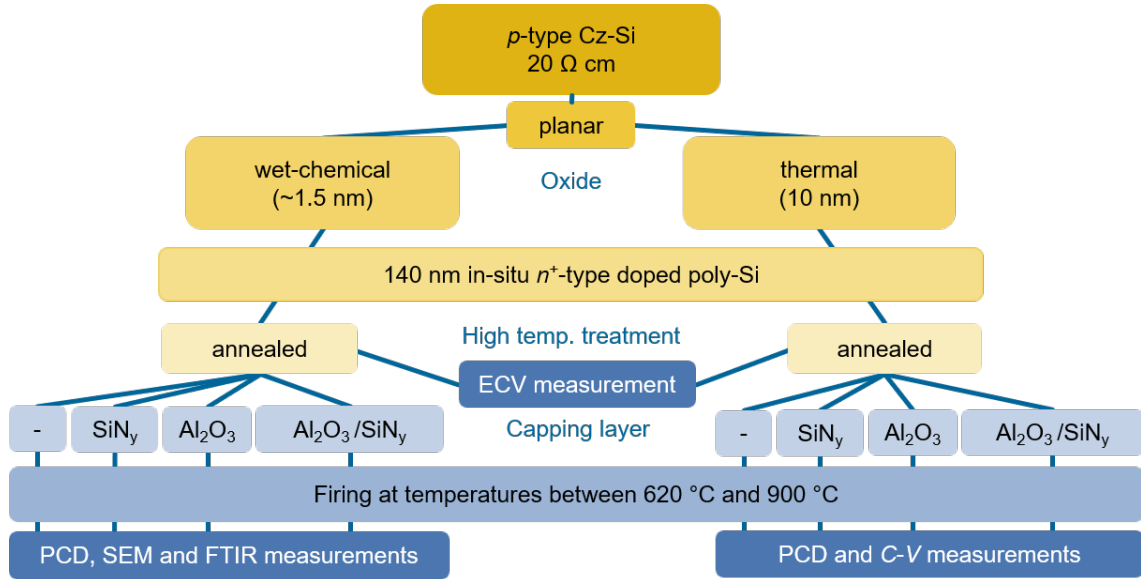 p-type Cz-Si
20 Ω cm
planar
wet-chemical
(~1.5 nm)
Oxide
thermal
(10 nm)
140 nm in-situ n⁺-type doped poly-Si
annealed
High temp. treatment
annealed
ECV measurement
-
SiNy
Al₂O₃
Al₂O₃/SiNy
Capping layer
-
SiNy
Al₂O₃
Al₂O₃/SiNy
Firing at temperatures between 620 °C and 900 °C
PCD, SEM and FTIR measurements
PCD and C-V measurements